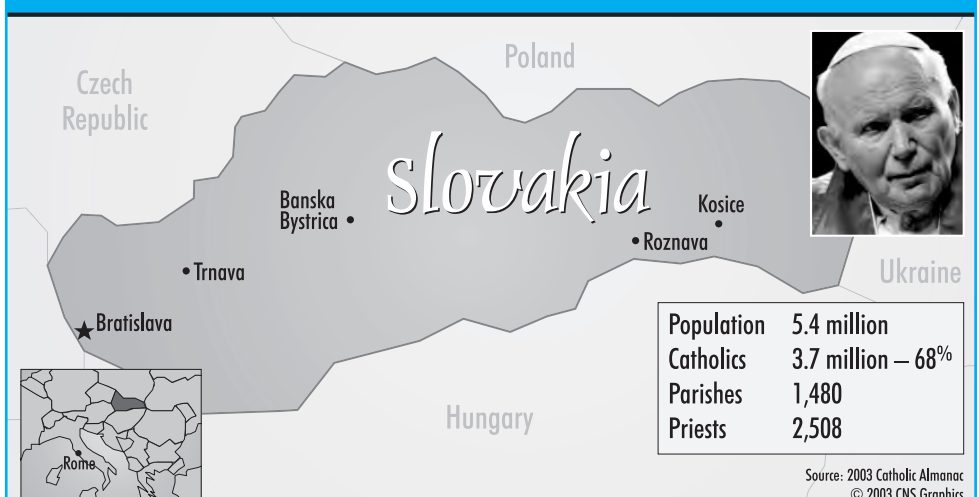 Poland
Czech
Republic
Slovakia
Banska
Bystrica
Kosice
Roznava
Trnava
Ukraine
Bratislava
Population 5.4 million
Catholics 3.7 million – 68%
Parishes 1,480
Priests 2,508
Hungary
Rome
Source: 2003 Catholic Almanac
© 2003 CNS Graphics